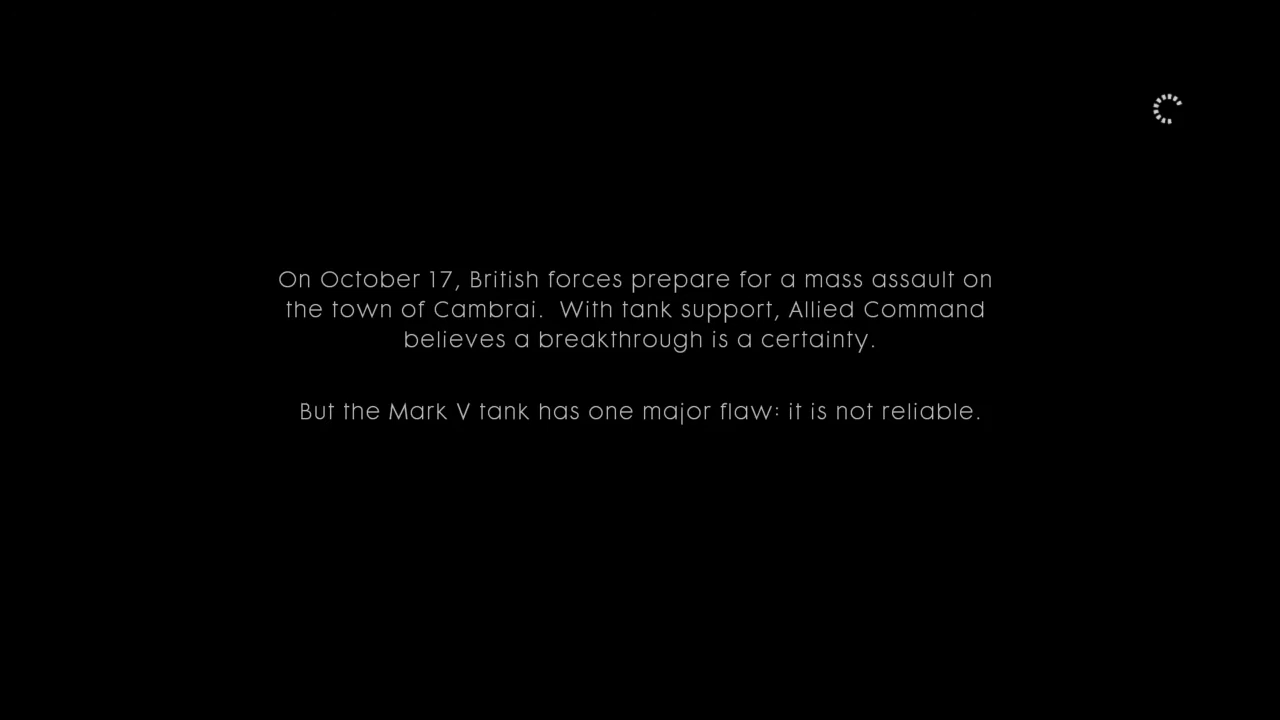 On October 17, British forces prepare for a mass assault on
the town of Cambrai.  With tank support, Allied Command
believes a breakthrough is a certainty.
But the Mark V tank has one major flaw: it is not reliable.